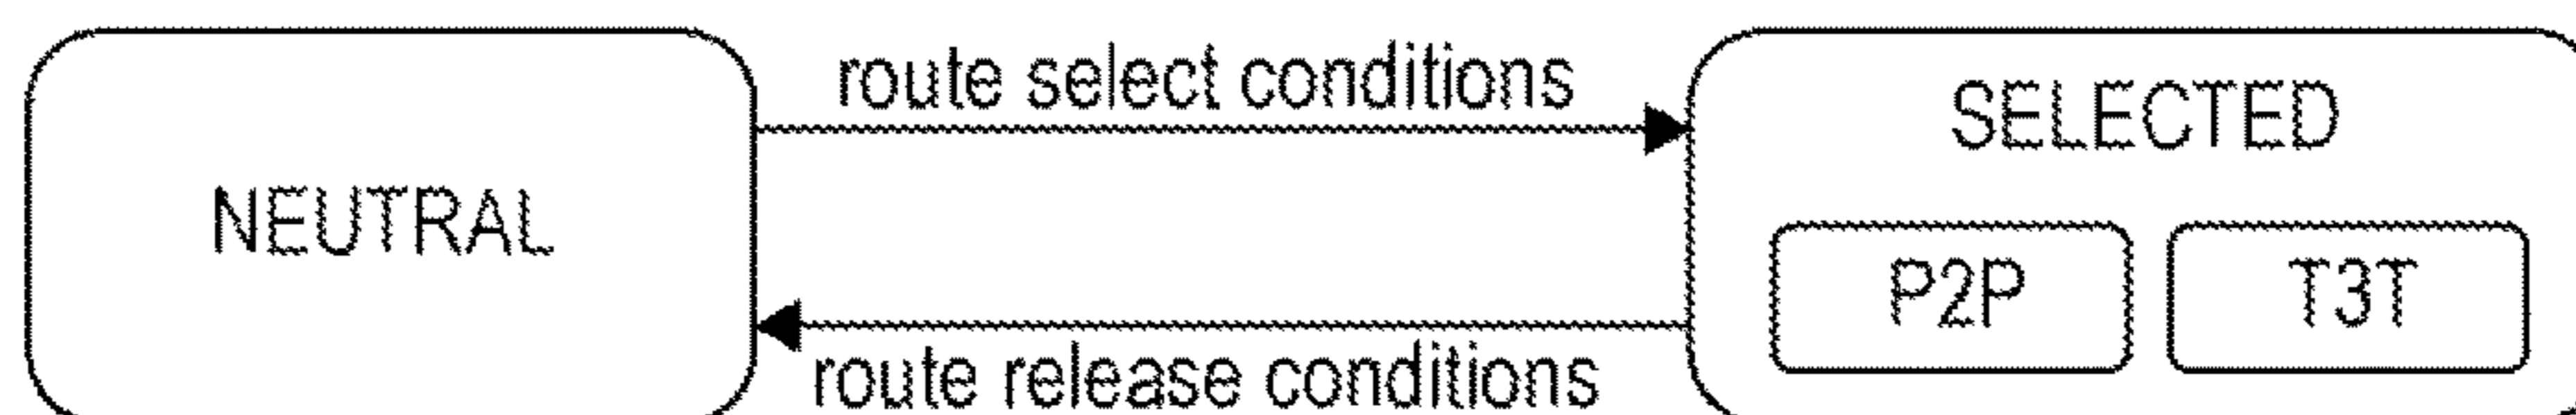 route select conditions
SELECTED
NEUTRAL
P2P
T3T
route release conditions